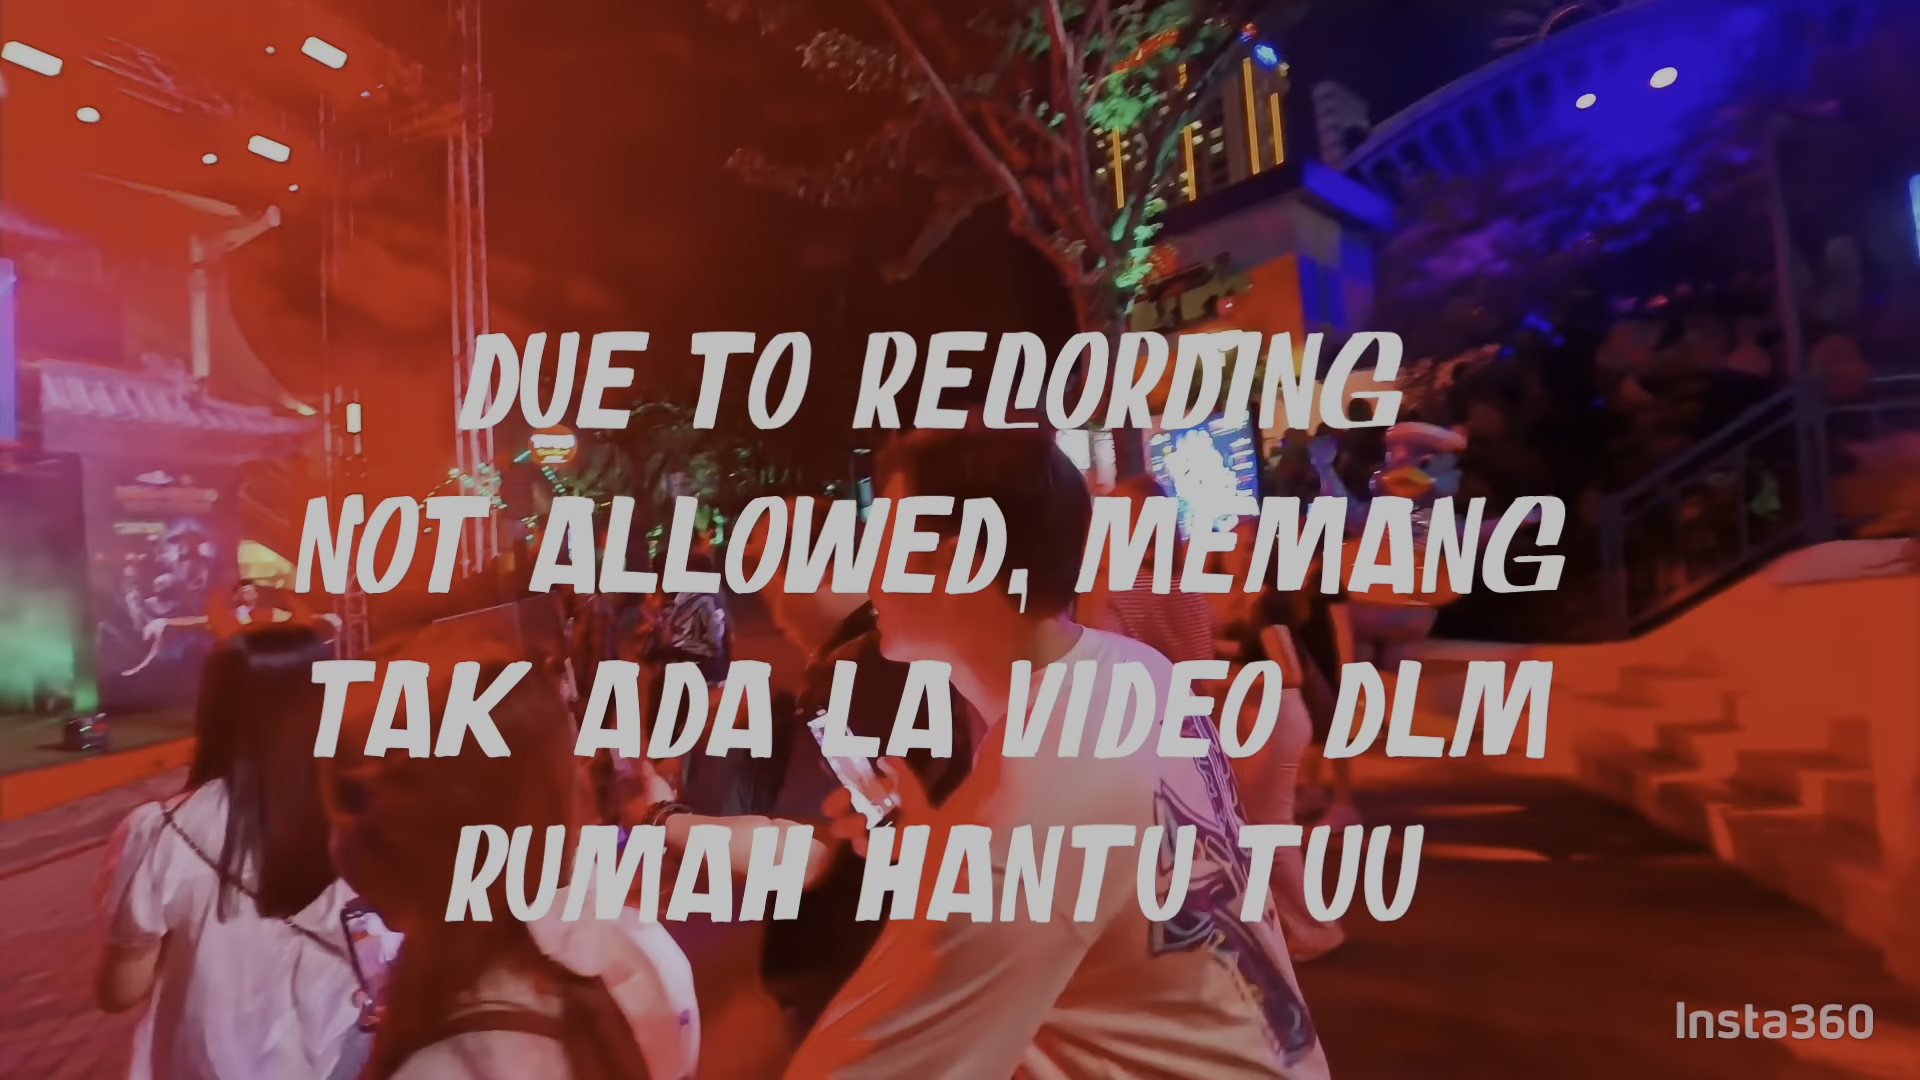 DUE TO RECORDING
NOT ALLOWED, MEMANG
TAK ADA LA VIDEO DLM
RUMAH HANTU TUU
Insta360